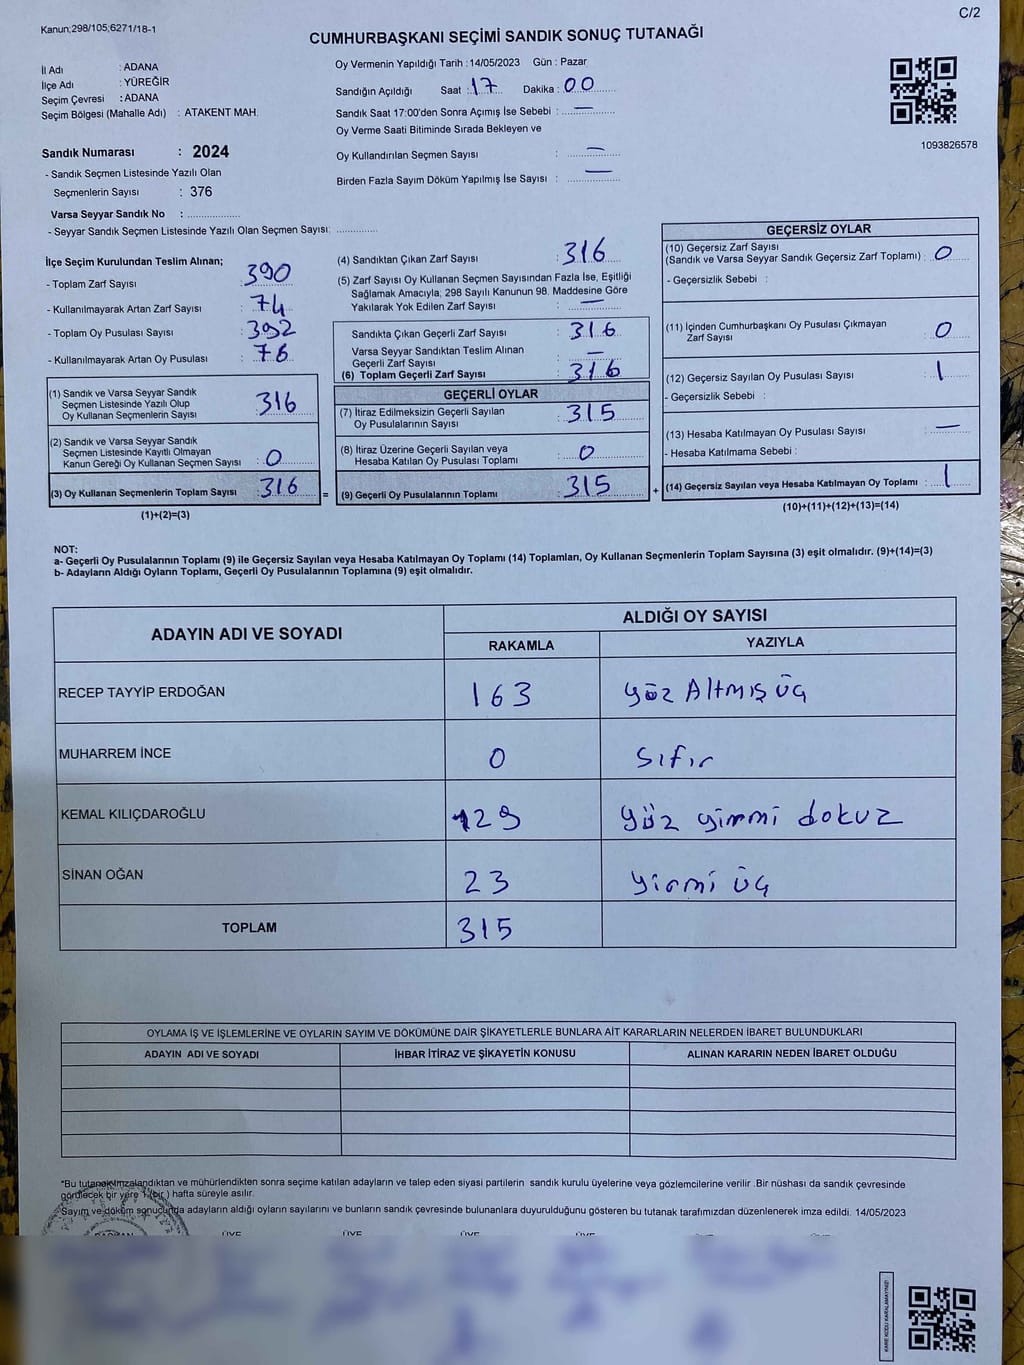 C/2
Kanun;298/105;6271/18-1
CUMHURBAŞKANI SEÇİMİ SANDIK SONUÇ TUTANAĞI
İl Adı : ADANA
İlçe Adı : YÜREĞİR
Seçim Çevresi : ADANA
Seçim Bölgesi (Mahalle Adı) : ATAKENT MAH.
Sandık Numarası : 2024
- Sandık Seçmen Listesinde Yazılı Olan
Seçmenlerin Sayısı : 376
Varsa Seyyar Sandık No : ....................
- Seyyar Sandık Seçmen Listesinde Yazılı Olan Seçmen Sayısı: ..............
Oy Vermenin Yapıldığı Tarih : 14/05/2023 Gün : Pazar
Sandığın Açıldığı Saat : 17 Dakika : 00
Sandık Saat 17:00'den Sonra Açımış İse Sebebi : —
Oy Verme Saati Bitiminde Sırada Bekleyen ve
Oy Kullandırılan Seçmen Sayısı : —
Birden Fazla Sayım Döküm Yapılmış İse Sayısı : —
1093826578
İlçe Seçim Kurulundan Teslim Alınan;
- Toplam Zarf Sayısı : 390
- Kullanılmayarak Artan Zarf Sayısı : 74
- Toplam Oy Pusulası Sayısı : 392
- Kullanılmayarak Artan Oy Pusulası : 76
(1) Sandık ve Varsa Seyyar Sandık
Seçmen Listesinde Yazılı Olup
Oy Kullanan Seçmenlerin Sayısı : 316
(2) Sandık ve Varsa Seyyar Sandık
Seçmen Listesinde Kayıtlı Olmayan
Kanun Gereği Oy Kullanan Seçmen Sayısı : 0
(3) Oy Kullanan Seçmenlerin Toplam Sayısı : 316 =
(1)+(2)=(3)
(4) Sandıktan Çıkan Zarf Sayısı : 316
(5) Zarf Sayısı Oy Kullanan Seçmen Sayısından Fazla İse, Eşitliği
Sağlamak Amacıyla; 298 Sayılı Kanunun 98. Maddesine Göre
Yakılarak Yok Edilen Zarf Sayısı : —
Sandıkta Çıkan Geçerli Zarf Sayısı : 316
Varsa Seyyar Sandıktan Teslim Alınan
Geçerli Zarf Sayısı : —
(6) Toplam Geçerli Zarf Sayısı : 316
GEÇERLİ OYLAR
(7) İtiraz Edilmeksizin Geçerli Sayılan
Oy Pusulalarının Sayısı : 315
(8) İtiraz Üzerine Geçerli Sayılan veya
Hesaba Katılan Oy Pusulası Toplamı : 0
(9) Geçerli Oy Pusulalarının Toplamı : 315 +
GEÇERSİZ OYLAR
(10) Geçersiz Zarf Sayısı
(Sandık ve Varsa Seyyar Sandık Geçersiz Zarf Toplamı) : 0
- Geçersizlik Sebebi :
(11) İçinden Cumhurbaşkanı Oy Pusulası Çıkmayan
Zarf Sayısı : 0
(12) Geçersiz Sayılan Oy Pusulası Sayısı : 1
- Geçersizlik Sebebi :
(13) Hesaba Katılmayan Oy Pusulası Sayısı : —
- Hesaba Katılmama Sebebi :
(14) Geçersiz Sayılan veya Hesaba Katılmayan Oy Toplamı : 1
(10)+(11)+(12)+(13)=(14)
NOT:
a- Geçerli Oy Pusulalarının Toplamı (9) ile Geçersiz Sayılan veya Hesaba Katılmayan Oy Toplamı (14) Toplamları, Oy Kullanan Seçmenlerin Toplam Sayısına (3) eşit olmalıdır. (9)+(14)=(3)
b- Adayların Aldığı Oyların Toplamı, Geçerli Oy Pusulalarının Toplamına (9) eşit olmalıdır.
ADAYIN ADI VE SOYADI ALDIĞI OY SAYISI
RAKAMLA YAZIYLA
RECEP TAYYİP ERDOĞAN 163 yüz Altmış üç
MUHARREM İNCE 0 sıfır
KEMAL KILIÇDAROĞLU 129 yüz yirmi dokuz
SİNAN OĞAN 23 yirmi üç
TOPLAM 315
OYLAMA İŞ VE İŞLEMLERİNE VE OYLARIN SAYIM VE DÖKÜMÜNE DAİR ŞİKAYETLERLE BUNLARA AİT KARARLARIN NELERDEN İBARET BULUNDUKLARI
ADAYIN ADI VE SOYADI İHBAR İTİRAZ VE ŞİKAYETİN KONUSU ALINAN KARARIN NEDEN İBARET OLDUĞU
*Bu tutanak imzalandıktan ve mühürlendikten sonra seçime katılan adayların ve talep eden siyasi partilerin sandık kurulu üyelerine veya gözlemcilerine verilir .Bir nüshası da sandık çevresinde
görülecek bir yere 1 (bir ) hafta süreyle asılır.
Sayım ve döküm sonucunda adayların aldığı oyların sayılarını ve bunların sandık çevresinde bulunanlara duyurulduğunu gösteren bu tutanak tarafımızdan düzenlenerek imza edildi. 14/05/2023
BAŞKAN ÜYE ÜYE ÜYE ÜYE ÜYE
KARE KODU KARALAMAYINIZ!